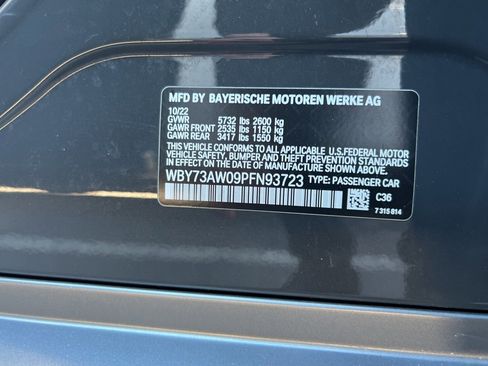 MFD BY BAYERISCHE MOTOREN WERKE AG
10/22
GVWR 5732 lbs 2600 kg
GAWR FRONT 2535 lbs 1150 kg
GAWR REAR 3417 lbs 1550 kg
THIS VEHICLE CONFORMS TO ALL APPLICABLE U.S.FEDERAL MOTOR
VEHICLE SAFETY, BUMPER, AND THEFT PREVENTION STANDARDS IN
EFFECT ON THE DATE OF MANUFACTURE SHOWN ABOVE.
WBY73AW09PFN93723 TYPE: PASSENGER CAR
C36
7 315 814